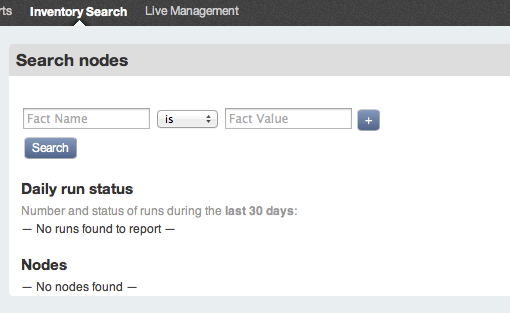 rts Inventory Search Live Management
Search nodes
Fact Name is Fact Value +
Search
Daily run status
Number and status of runs during the last 30 days:
— No runs found to report —
Nodes
— No nodes found —